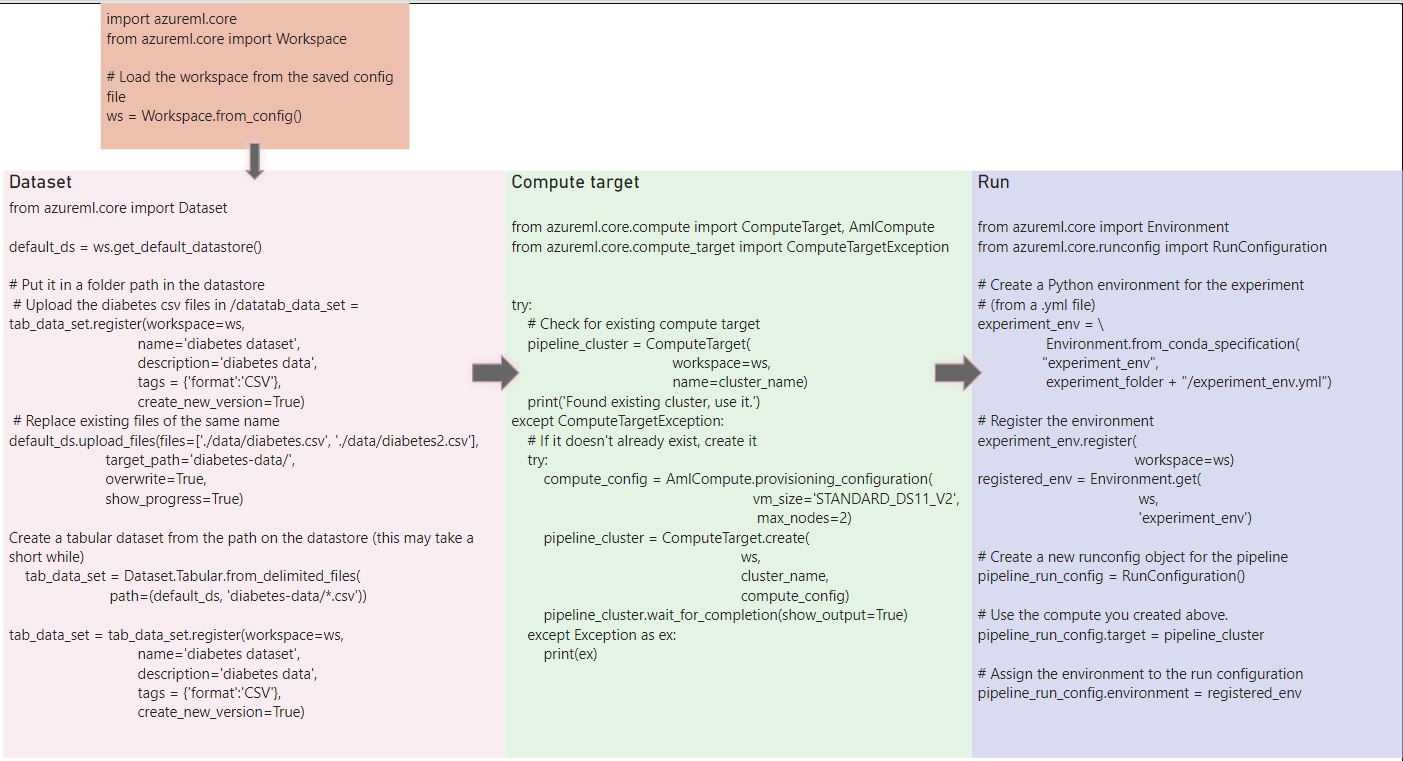 import azureml.core
from azureml.core import Workspace
# Load the workspace from the saved config
file
ws = Workspace.from_config()
Dataset
from azureml.core import Dataset
default_ds = ws.get_default_datastore()
# Put it in a folder path in the datastore
# Upload the diabetes csv files in /datatab_data_set =
tab_data_set.register(workspace=ws,
name='diabetes dataset',
description='diabetes data',
tags = {'format':'CSV'},
create_new_version=True)
# Replace existing files of the same name
default_ds.upload_files(files=['./data/diabetes.csv', './data/diabetes2.csv'],
target_path='diabetes-data/',
overwrite=True,
show_progress=True)
Create a tabular dataset from the path on the datastore (this may take a
short while)
tab_data_set = Dataset.Tabular.from_delimited_files(
path=(default_ds, 'diabetes-data/*.csv'))
tab_data_set = tab_data_set.register(workspace=ws,
name='diabetes dataset',
description='diabetes data',
tags = {'format':'CSV'},
create_new_version=True)
Compute target
from azureml.core.compute import ComputeTarget, AmlCompute
from azureml.core.compute_target import ComputeTargetException
try:
# Check for existing compute target
pipeline_cluster = ComputeTarget(
workspace=ws,
name=cluster_name)
print('Found existing cluster, use it.')
except ComputeTargetException:
# If it doesn't already exist, create it
try:
compute_config = AmlCompute.provisioning_configuration(
vm_size='STANDARD_DS11_V2',
max_nodes=2)
pipeline_cluster = ComputeTarget.create(
ws,
cluster_name,
compute_config)
pipeline_cluster.wait_for_completion(show_output=True)
except Exception as ex:
print(ex)
Run
from azureml.core import Environment
from azureml.core.runconfig import RunConfiguration
# Create a Python environment for the experiment
# (from a .yml file)
experiment_env = \
Environment.from_conda_specification(
"experiment_env",
experiment_folder + "/experiment_env.yml")
# Register the environment
experiment_env.register(
workspace=ws)
registered_env = Environment.get(
ws,
'experiment_env')
# Create a new runconfig object for the pipeline
pipeline_run_config = RunConfiguration()
# Use the compute you created above.
pipeline_run_config.target = pipeline_cluster
# Assign the environment to the run configuration
pipeline_run_config.environment = registered_env